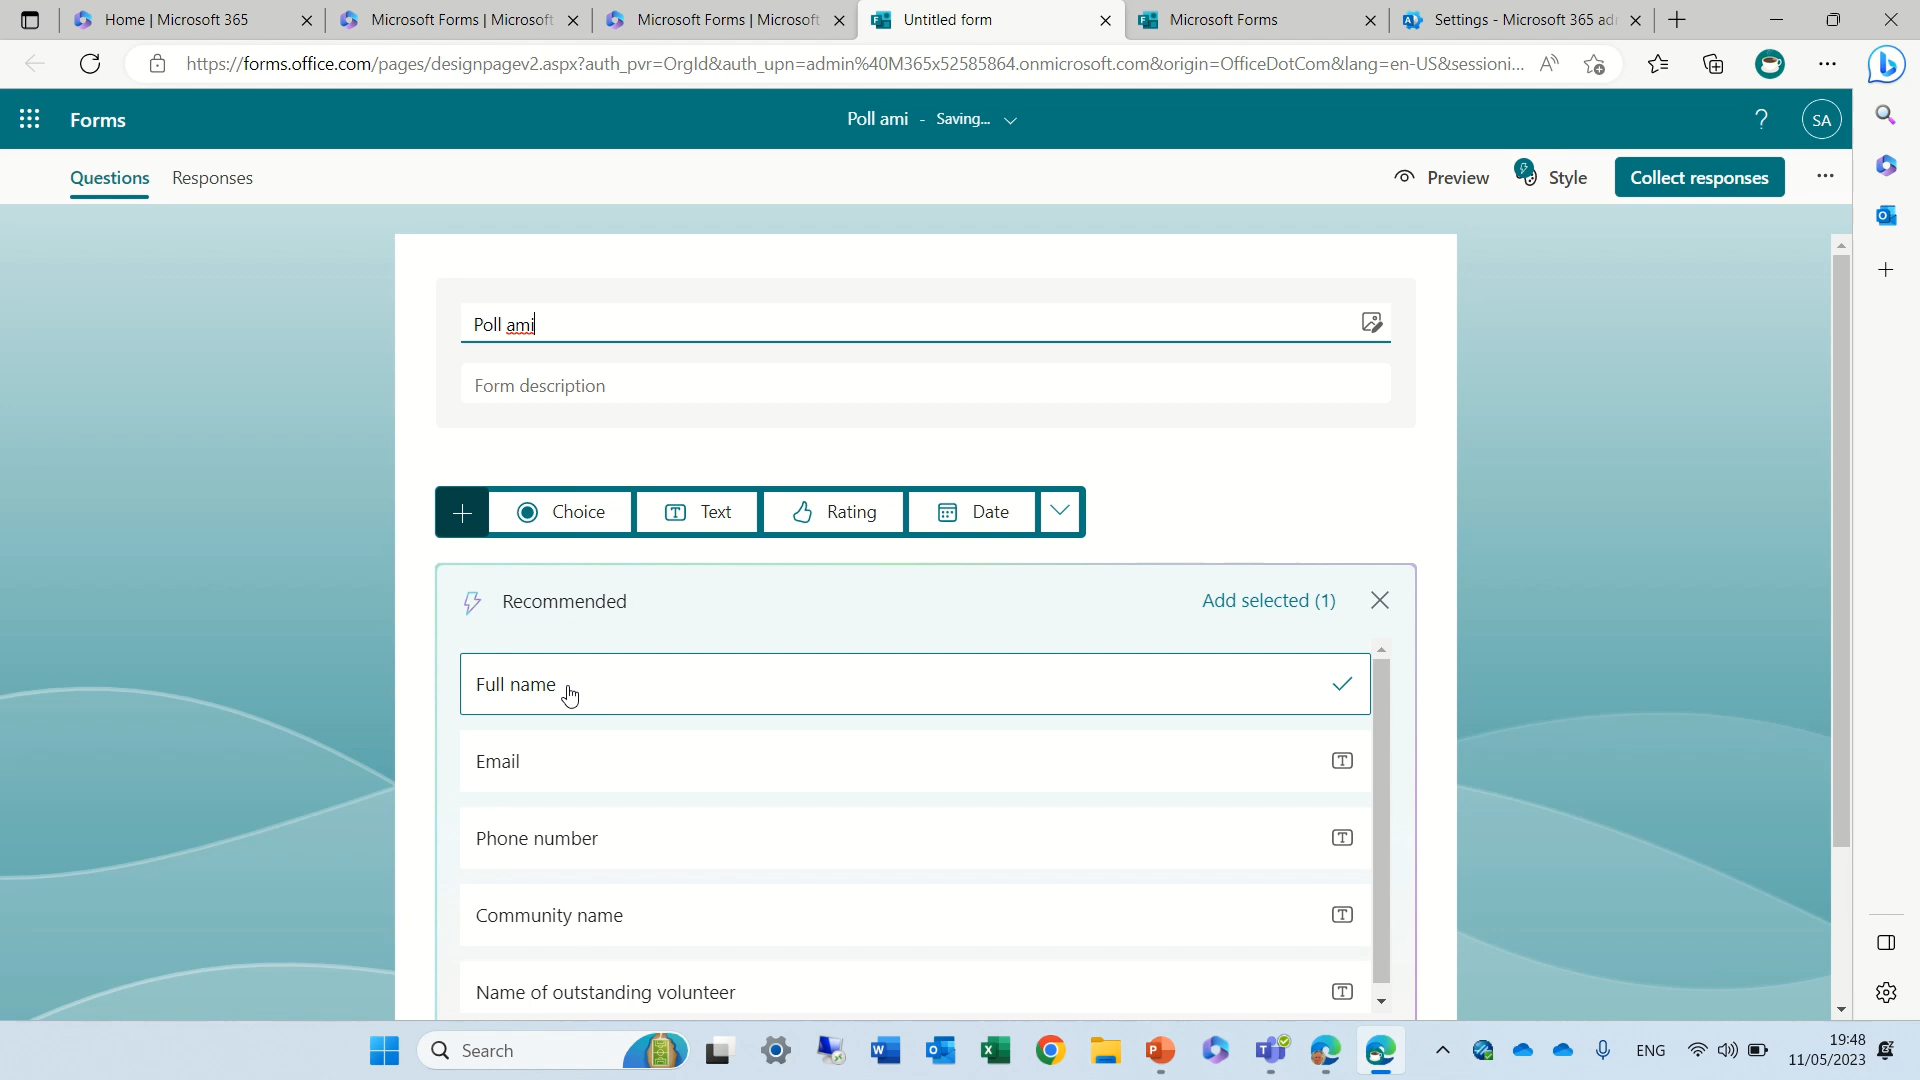 Home | Microsoft 365
Microsoft Forms | Microsoft
Microsoft Forms | Microsoft
Untitled form
Microsoft Forms
Settings - Microsoft 365 ad
https://forms.office.com/pages/designpagev2.aspx?auth_pvr=OrgId&auth_upn=admin%40M365x52585864.onmicrosoft.com&origin=OfficeDotCom&lang=en-US&sessioni...
Forms
Poll ami - Saving...
?
SA
Questions
Responses
Preview
Style
Collect responses
Poll ami
Form description
Choice
Text
Rating
Date
Recommended
Add selected (1)
Full name
Email
Phone number
Community name
Name of outstanding volunteer
Search
ENG
19:48
11/05/2023